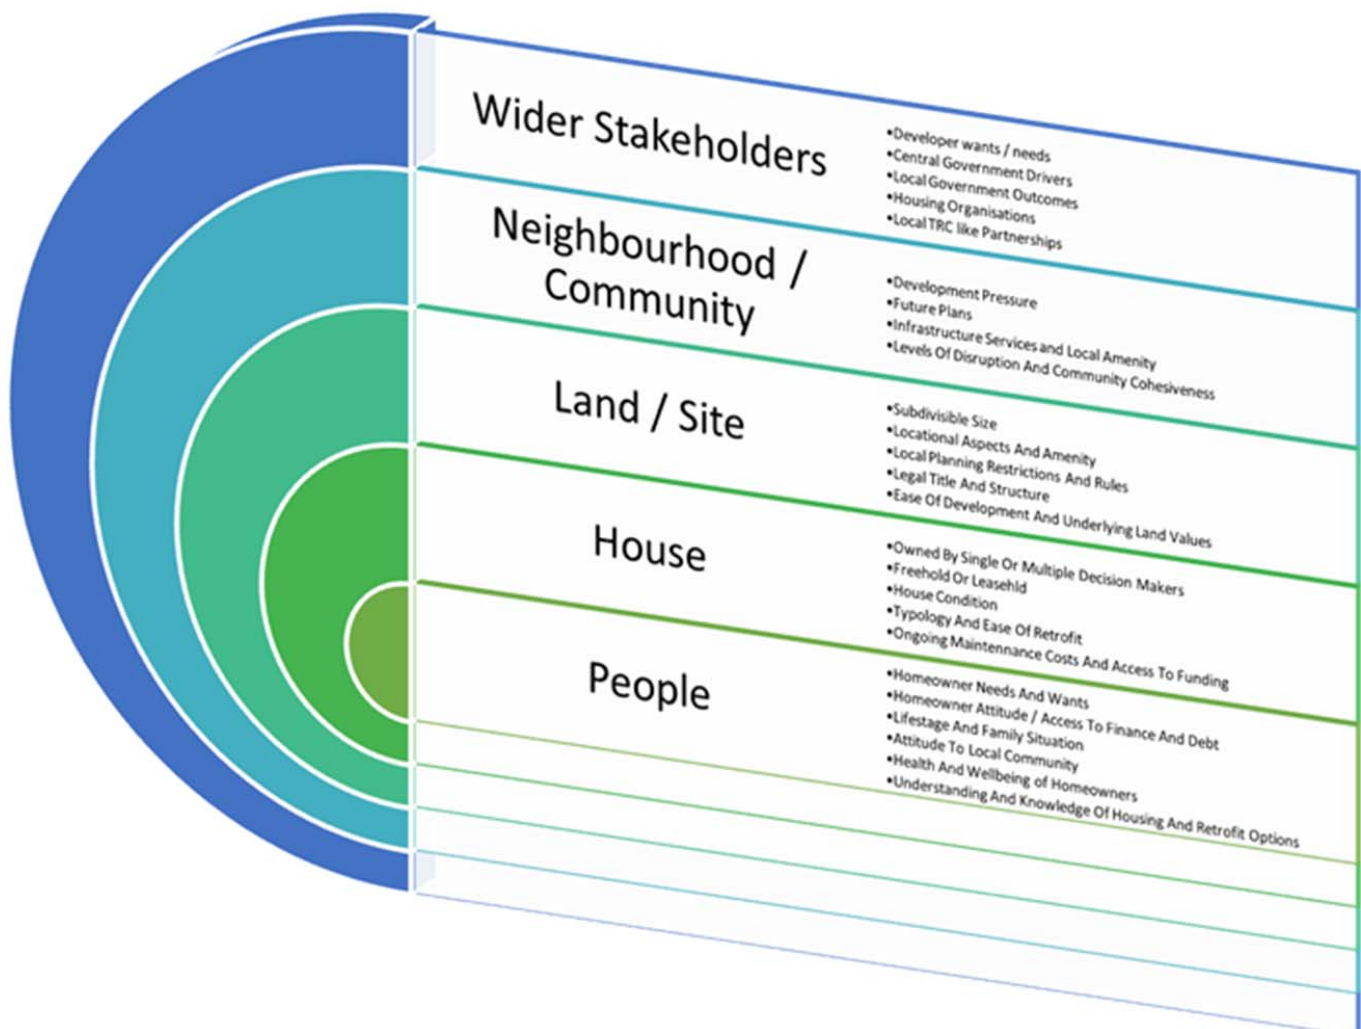 Wider Stakeholders
•Developer wants / needs
•Central Government Drivers
•Local Government Outcomes
•Housing Organisations
•Local TRC like Partnerships
Neighbourhood /
Community
•Development Pressure
•Future Plans
•Infrastructure Services and Local Amenity
•Levels Of Disruption And Community Cohesiveness
Land / Site
•Subdivisible Size
•Locational Aspects And Amenity
•Local Planning Restrictions And Rules
•Legal Title And Structure
•Ease Of Development And Underlying Land Values
House
•Owned By Single Or Multiple Decision Makers
•Freehold Or Leasehld
•House Condition
•Typology And Ease Of Retrofit
•Ongoing Maintennance Costs And Access To Funding
People
•Homeowner Needs And Wants
•Homeowner Attitude / Access To Finance And Debt
•Lifestage And Family Situation
•Attitude To Local Community
•Health And Wellbeing of Homeowners
•Understanding And Knowledge Of Housing And Retrofit Options